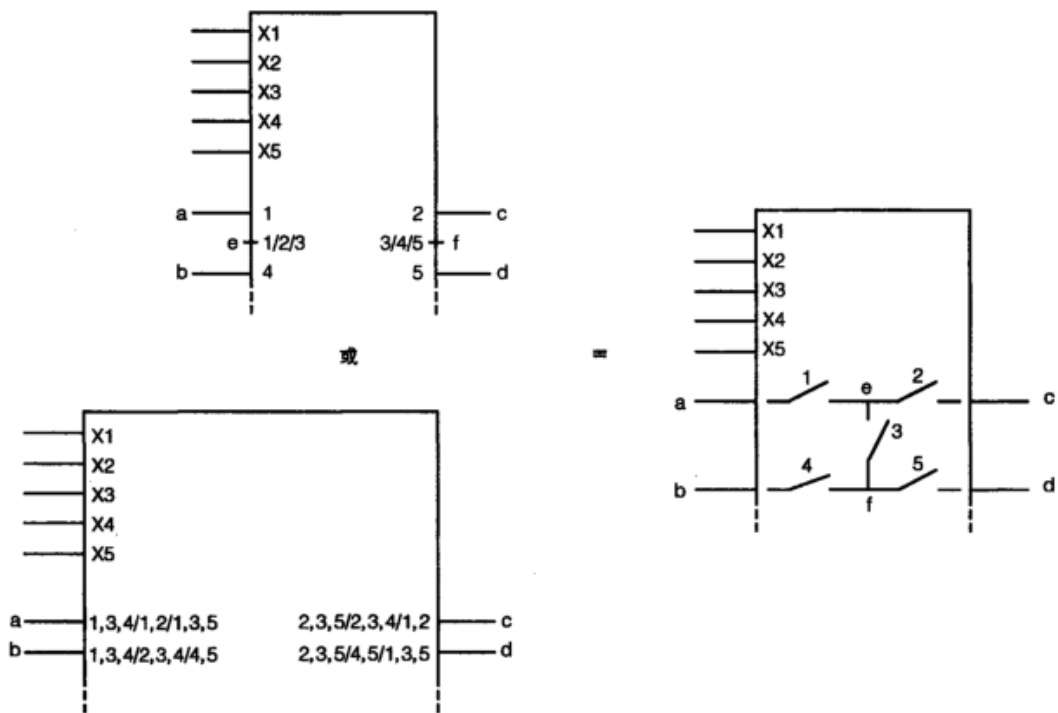 X1
X2
X3
X4
X5
a 1 2 c
e 1/2/3 3/4/5 f
b 4 5 d
或
=
X1
X2
X3
X4
X5
a 1,3,4/1,2/1,3,5 2,3,5/2,3,4/1,2 c
b 1,3,4/2,3,4/4,5 2,3,5/4,5/1,3,5 d
X1
X2
X3
X4
X5
1 e 2
a c
3
4 5
b f d